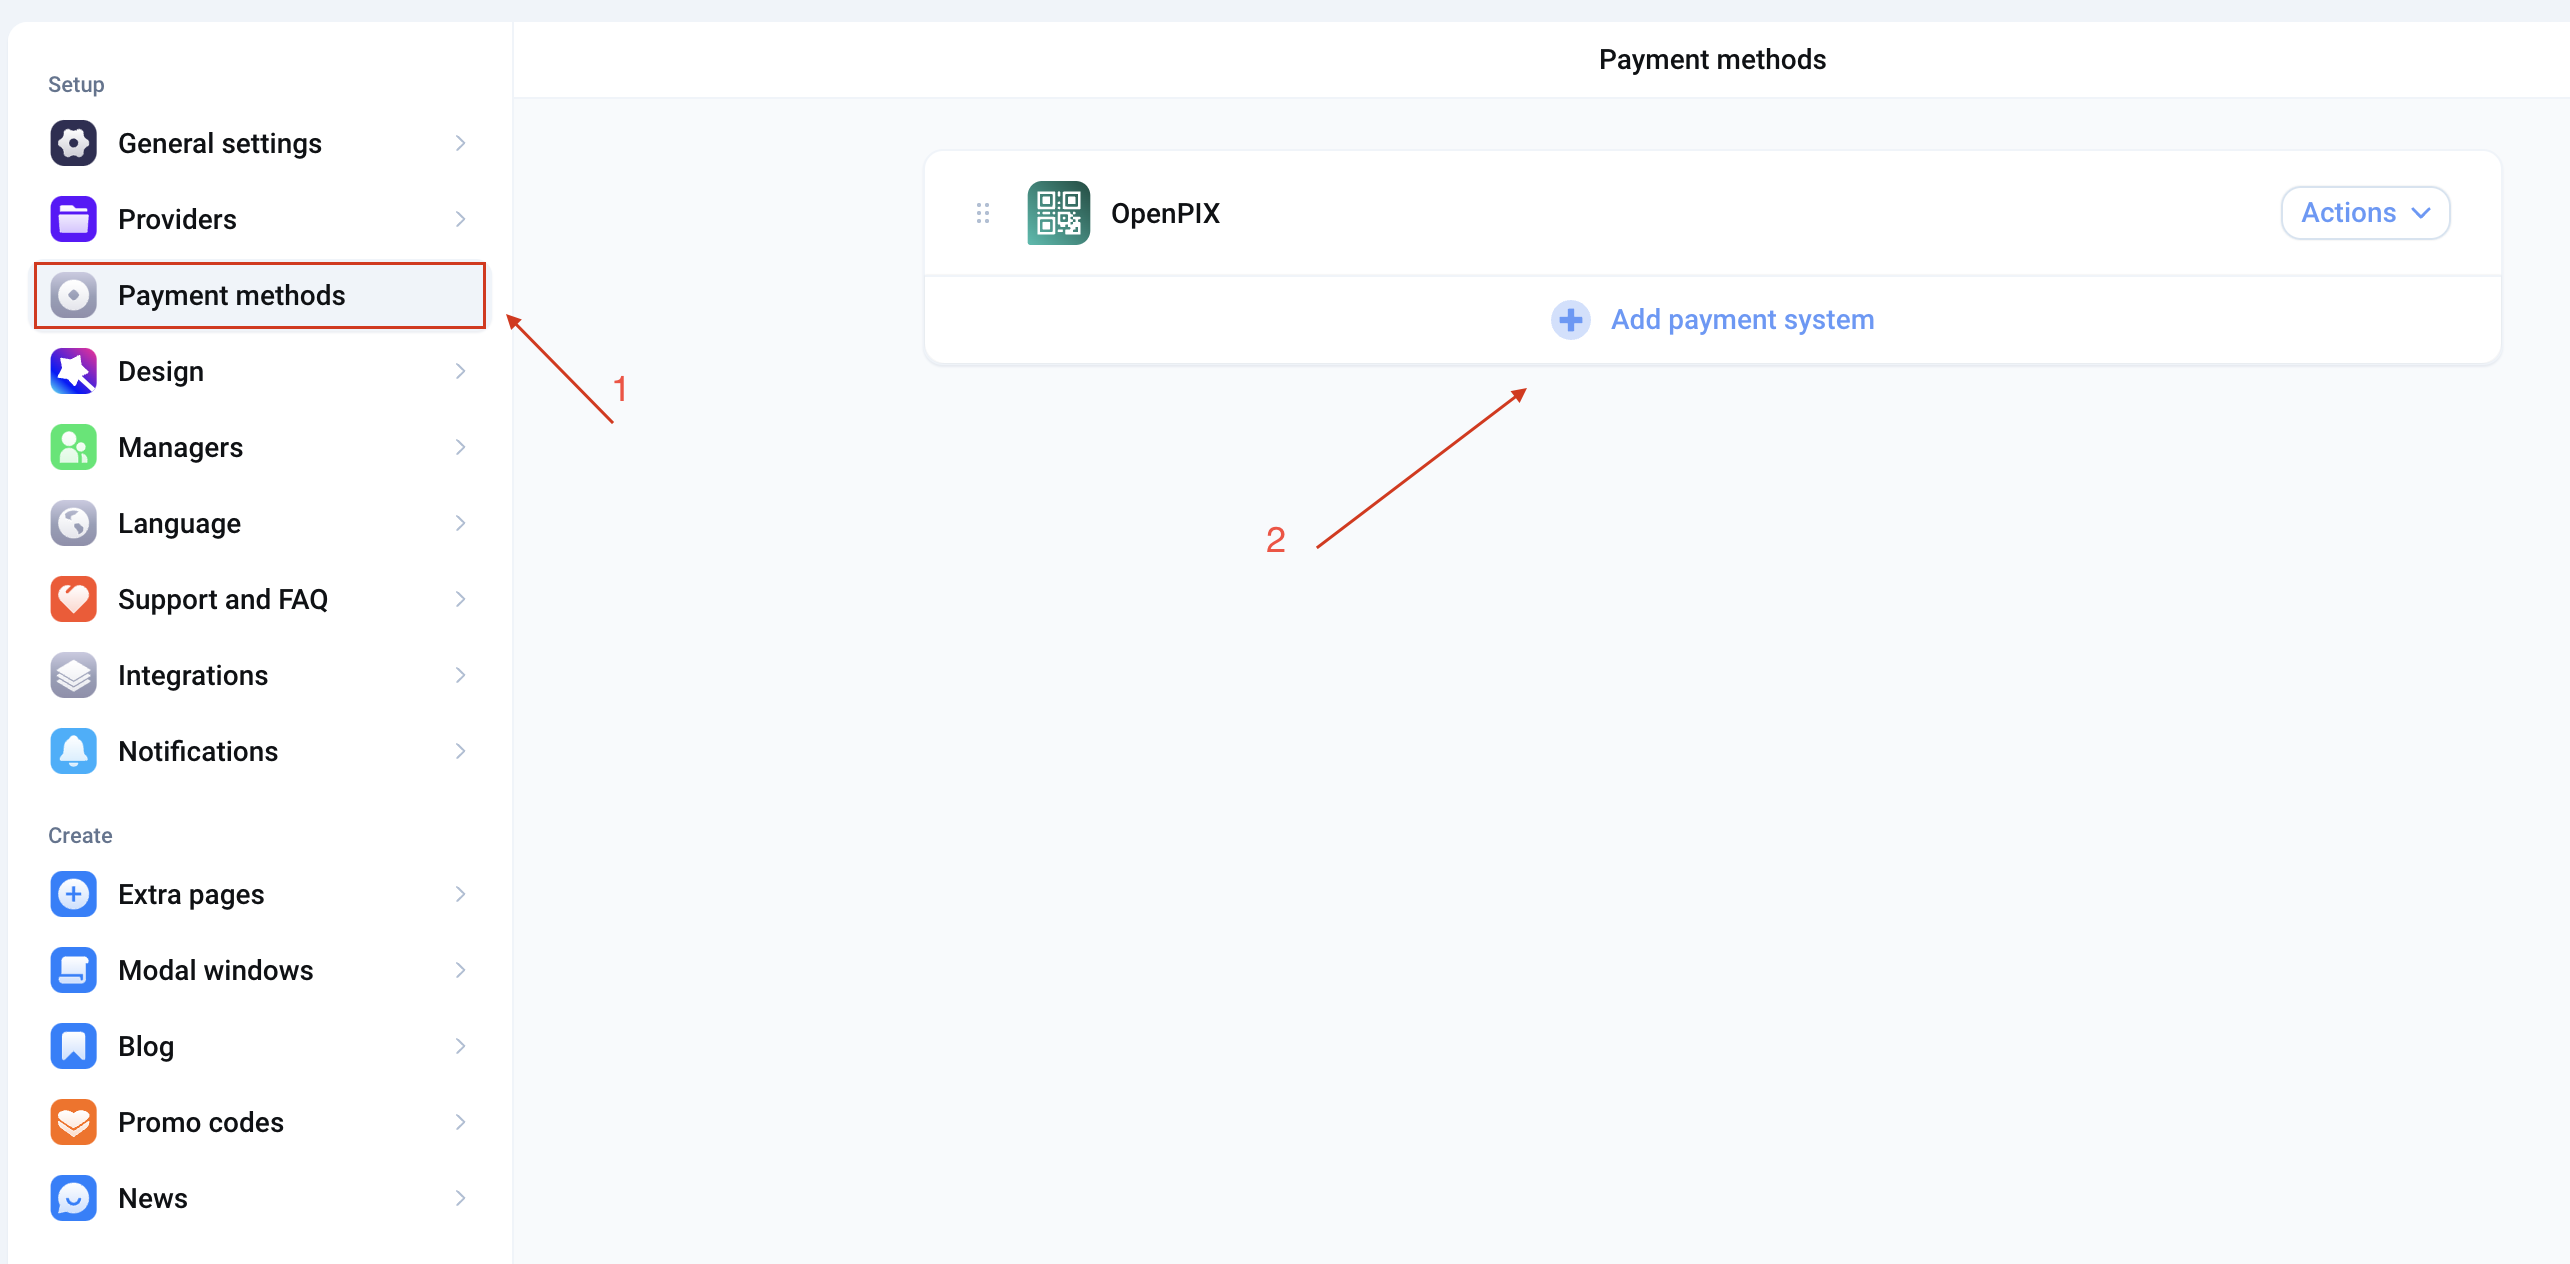 Setup
General settings
Providers
Payment methods
Design
Managers
Language
Support and FAQ
Integrations
Notifications
Create
Extra pages
Modal windows
Blog
Promo codes
News
Payment methods
OpenPIX
Actions
Add payment system
1
2